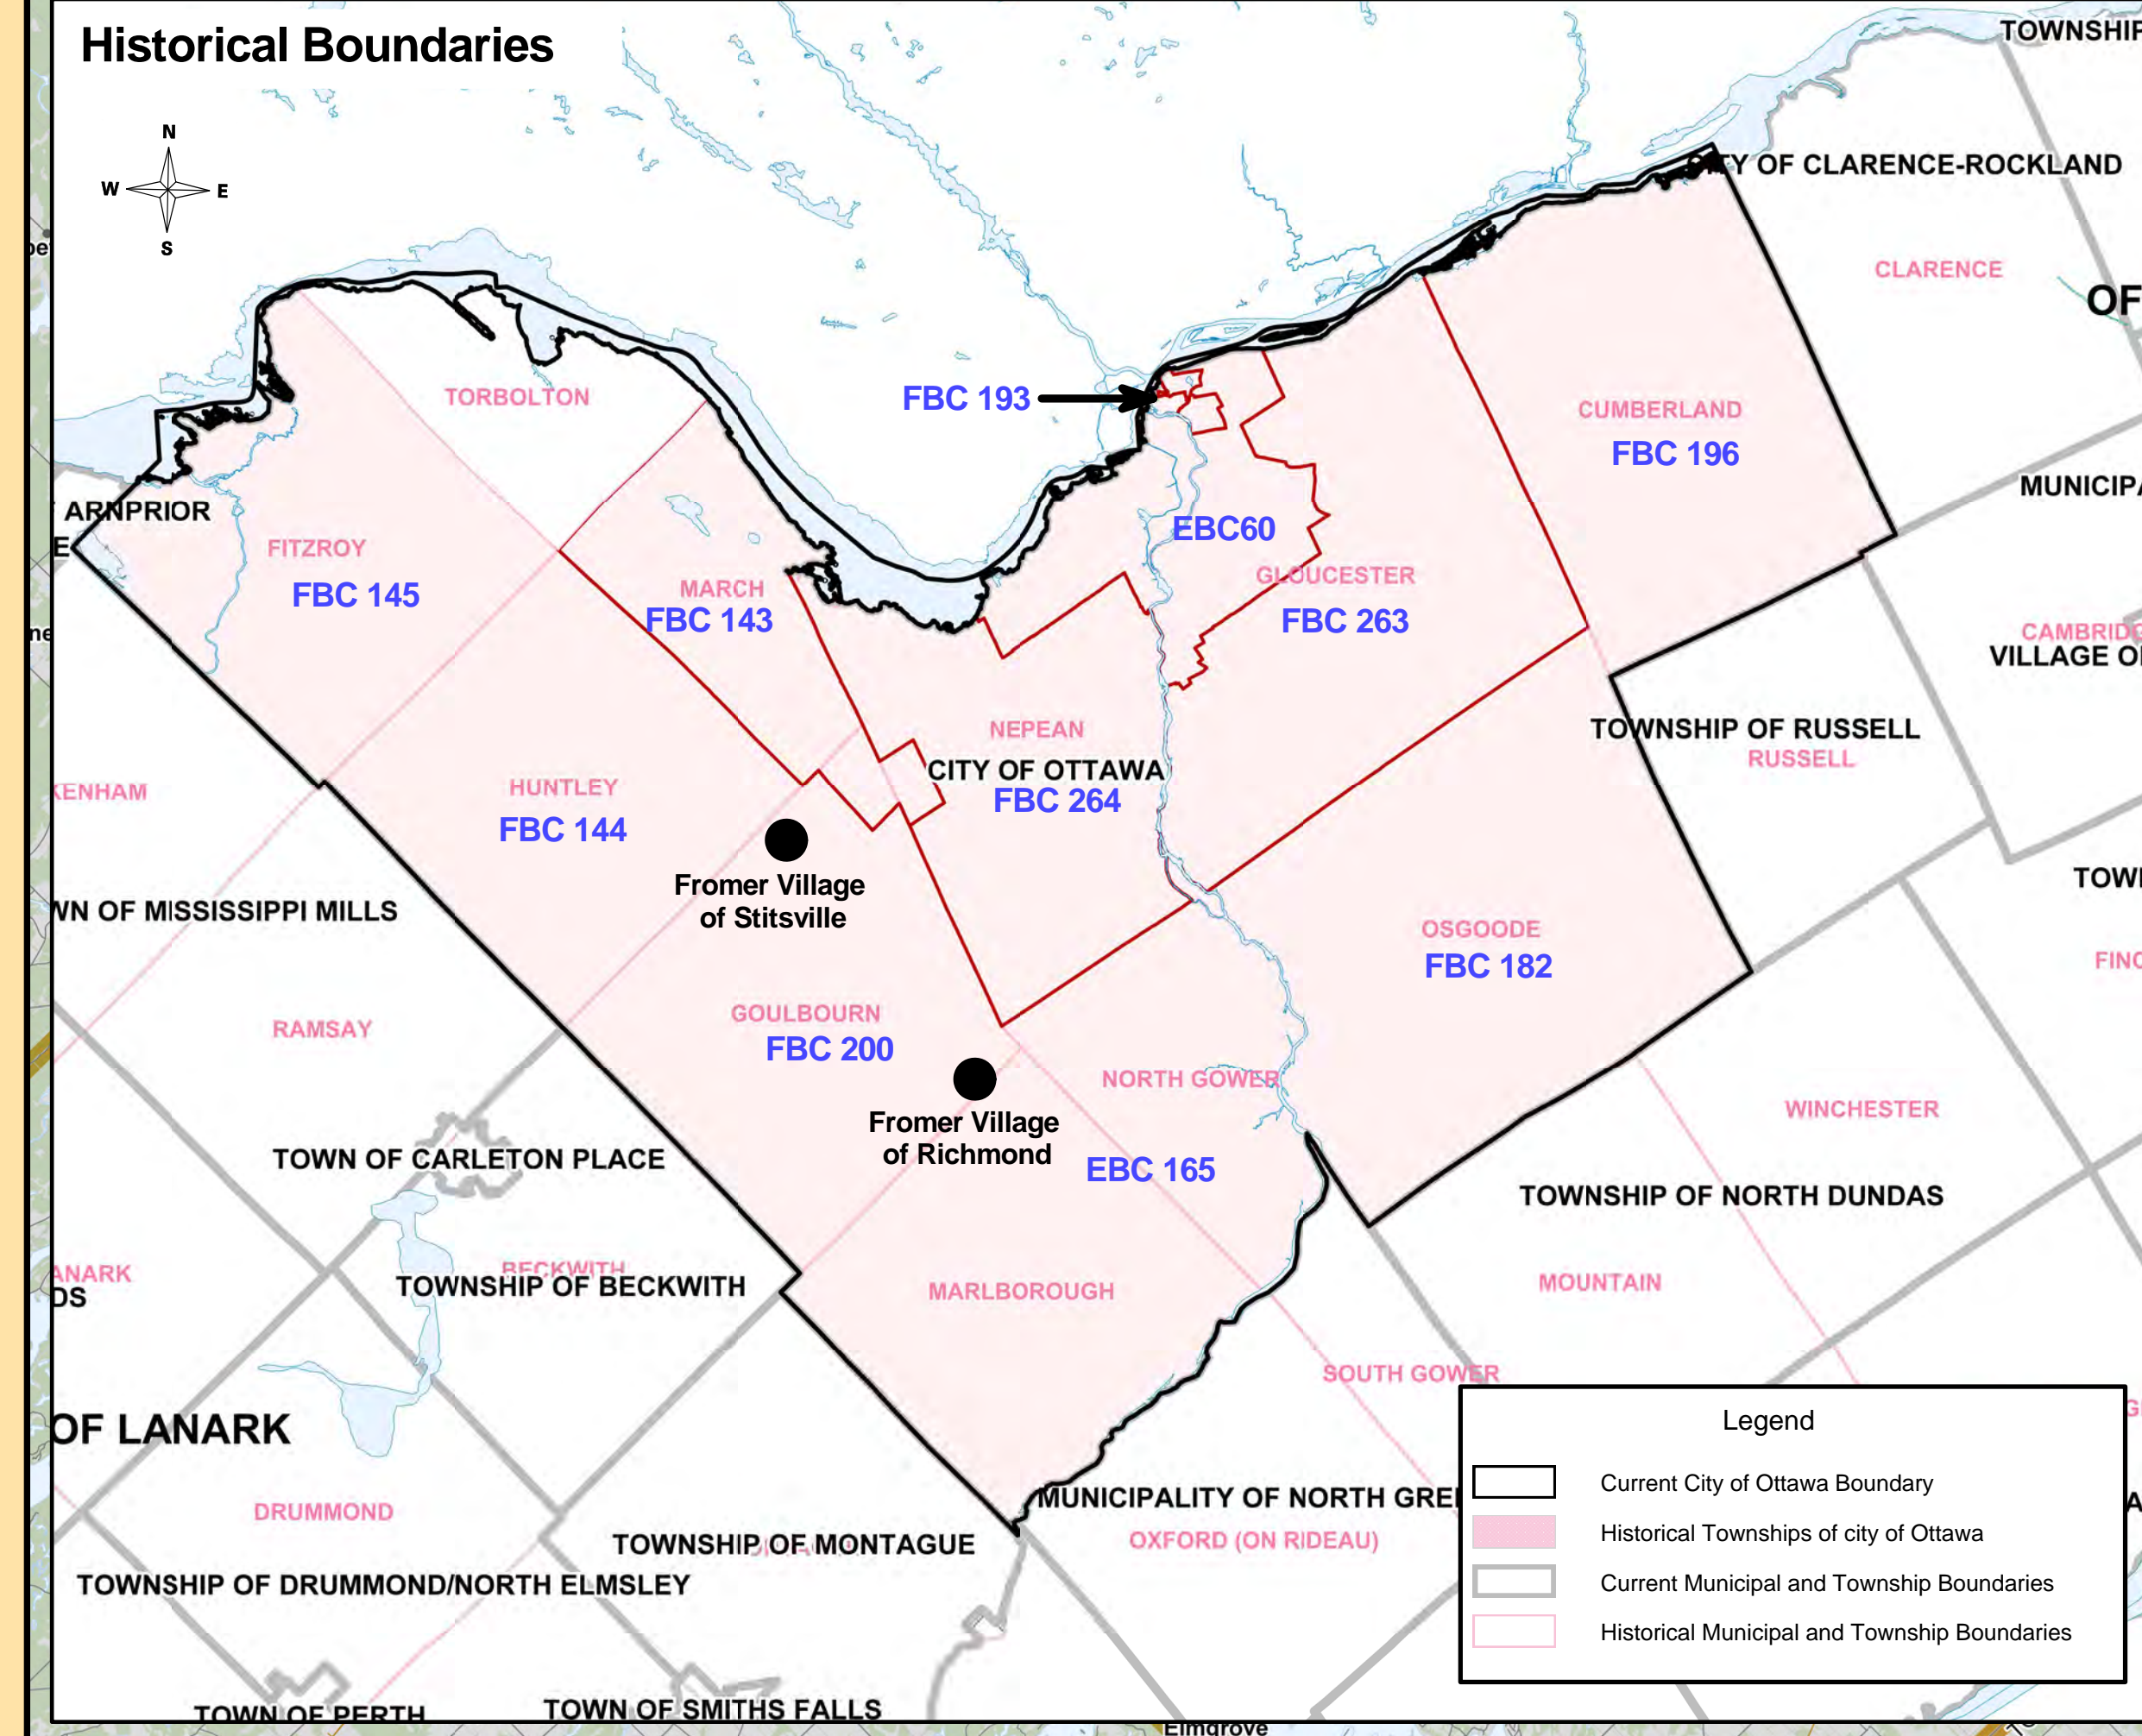 Historical Boundaries
TOWNSHIP
N
W
E
S
CITY OF CLARENCE-ROCKLAND
CLARENCE
OF
TORBOLTON
FBC 193
CUMBERLAND
FBC 196
MUNICIPA
ARNPRIOR
E
FITZROY
FBC 145
EBC60
MARCH
FBC 143
GLOUCESTER
FBC 263
CAMBRIDG
VILLAGE O
NEPEAN
CITY OF OTTAWA
FBC 264
TOWNSHIP OF RUSSELL
RUSSELL
KENHAM
HUNTLEY
FBC 144
Fromer Village
of Stitsville
WN OF MISSISSIPPI MILLS
TOWN
OSGOODE
FBC 182
FINC
RAMSAY
GOULBOURN
FBC 200
NORTH GOWER
Fromer Village
of Richmond
EBC 165
WINCHESTER
TOWN OF CARLETON PLACE
TOWNSHIP OF NORTH DUNDAS
ANARK
DS
BECKWITH
TOWNSHIP OF BECKWITH
MARLBOROUGH
MOUNTAIN
SOUTH GOWER
OF LANARK
MUNICIPALITY OF NORTH GRE
DRUMMOND
TOWNSHIP OF MONTAGUE
OXFORD (ON RIDEAU)
TOWNSHIP OF DRUMMOND/NORTH ELMSLEY
TOWN OF PERTH
TOWN OF SMITHS FALLS
Elmgrove
Legend
Current City of Ottawa Boundary
Historical Townships of city of Ottawa
Current Municipal and Township Boundaries
Historical Municipal and Township Boundaries